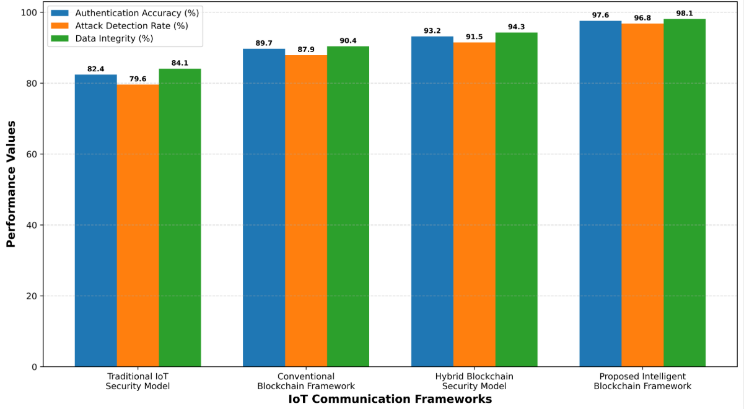 100
80
60
40
20
0
Performance Values
Authentication Accuracy (%)
Attack Detection Rate (%)
Data Integrity (%)
82.4
79.6
84.1
89.7
87.9
90.4
93.2
91.5
94.3
97.6
96.8
98.1
Traditional IoT
Security Model
Conventional
Blockchain Framework
Hybrid Blockchain
Security Model
Proposed Intelligent
Blockchain Framework
IoT Communication Frameworks